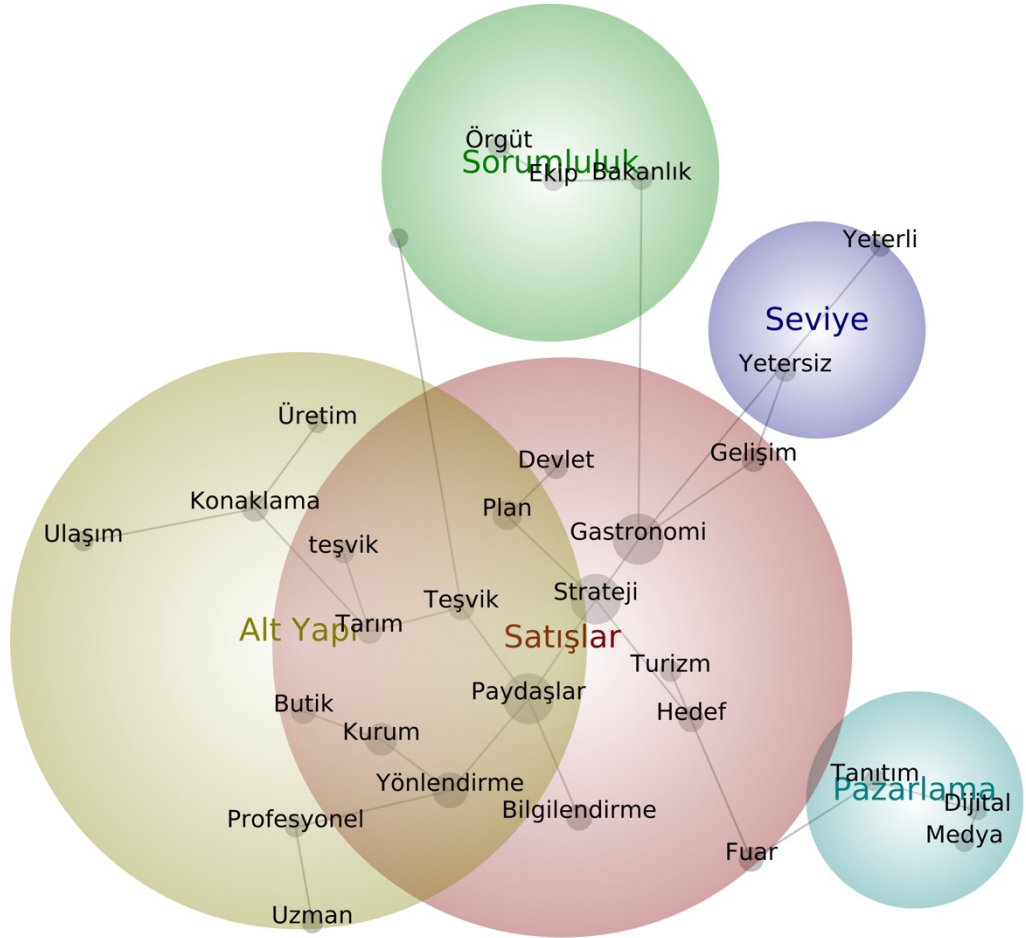 Örgüt
Sorumluluk
Ekip
Bakanlık
Yeterli
Seviye
Yetersiz
Üretim
Devlet
Gelişim
Konaklama
Plan
Ulaşım
teşvik
Gastronomi
Teşvik
Strateji
Alt Yapı
Tarım
Satışlar
Turizm
Paydaşlar
Butik
Hedef
Kurum
Yönlendirme
Tanıtım
Pazarlama
Profesyonel
Bilgilendirme
Dijital
Medya
Fuar
Uzman